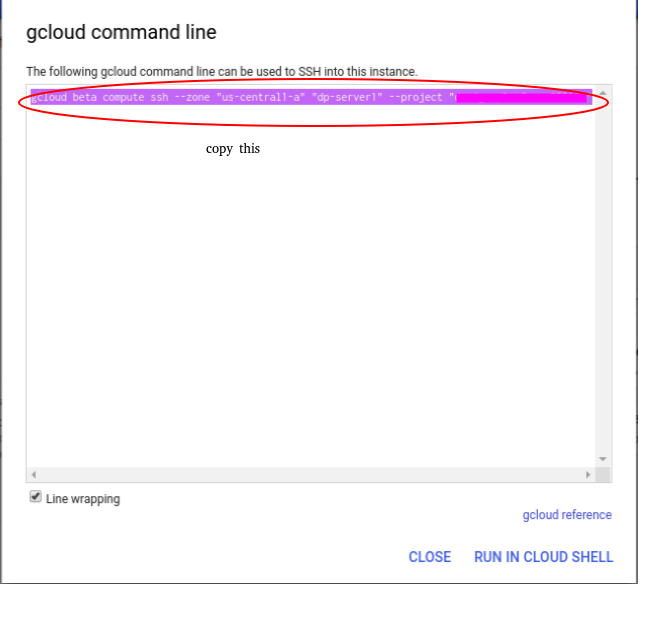 gcloud command line
The following gcloud command line can be used to SSH into this instance.
gcloud beta compute ssh --zone "us-central1-a" "dp-server1" --project "
copy this
Line wrapping
gcloud reference
CLOSE RUN IN CLOUD SHELL